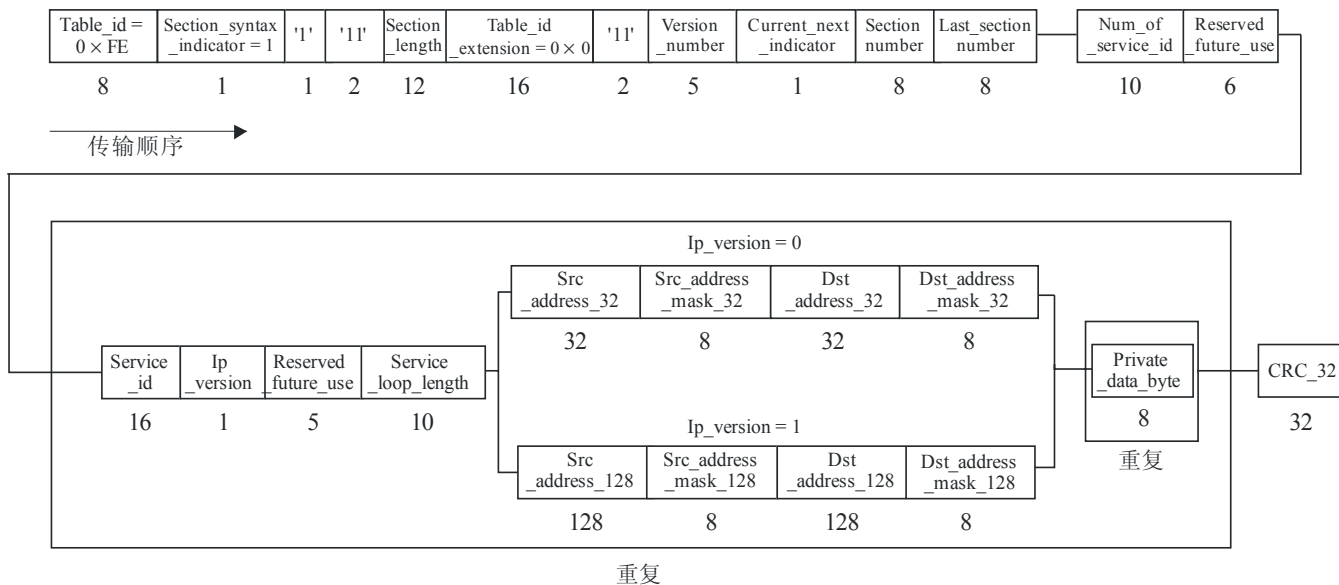 Table_id =
0 × FE
Section_syntax
_indicator = 1
'1'
'11'
Section
_length
Table_id
_extension = 0 × 0
'11'
Version
_number
Current_next
_indicator
Section
number
Last_section
number
Num_of
_service_id
Reserved
_future_use
8
1
1
2
12
16
2
5
1
8
8
10
6
传输顺序
Ip_version = 0
Src
_address_32
Src_address
_mask_32
Dst
_address_32
Dst_address
_mask_32
32
8
32
8
Service
_id
Ip
_version
Reserved
_future_use
Service
_loop_length
16
1
5
10
Private
_data_byte
8
重复
CRC_32
32
Ip_version = 1
Src
_address_128
Src_address
_mask_128
Dst
_address_128
Dst_address
_mask_128
128
8
128
8
重复